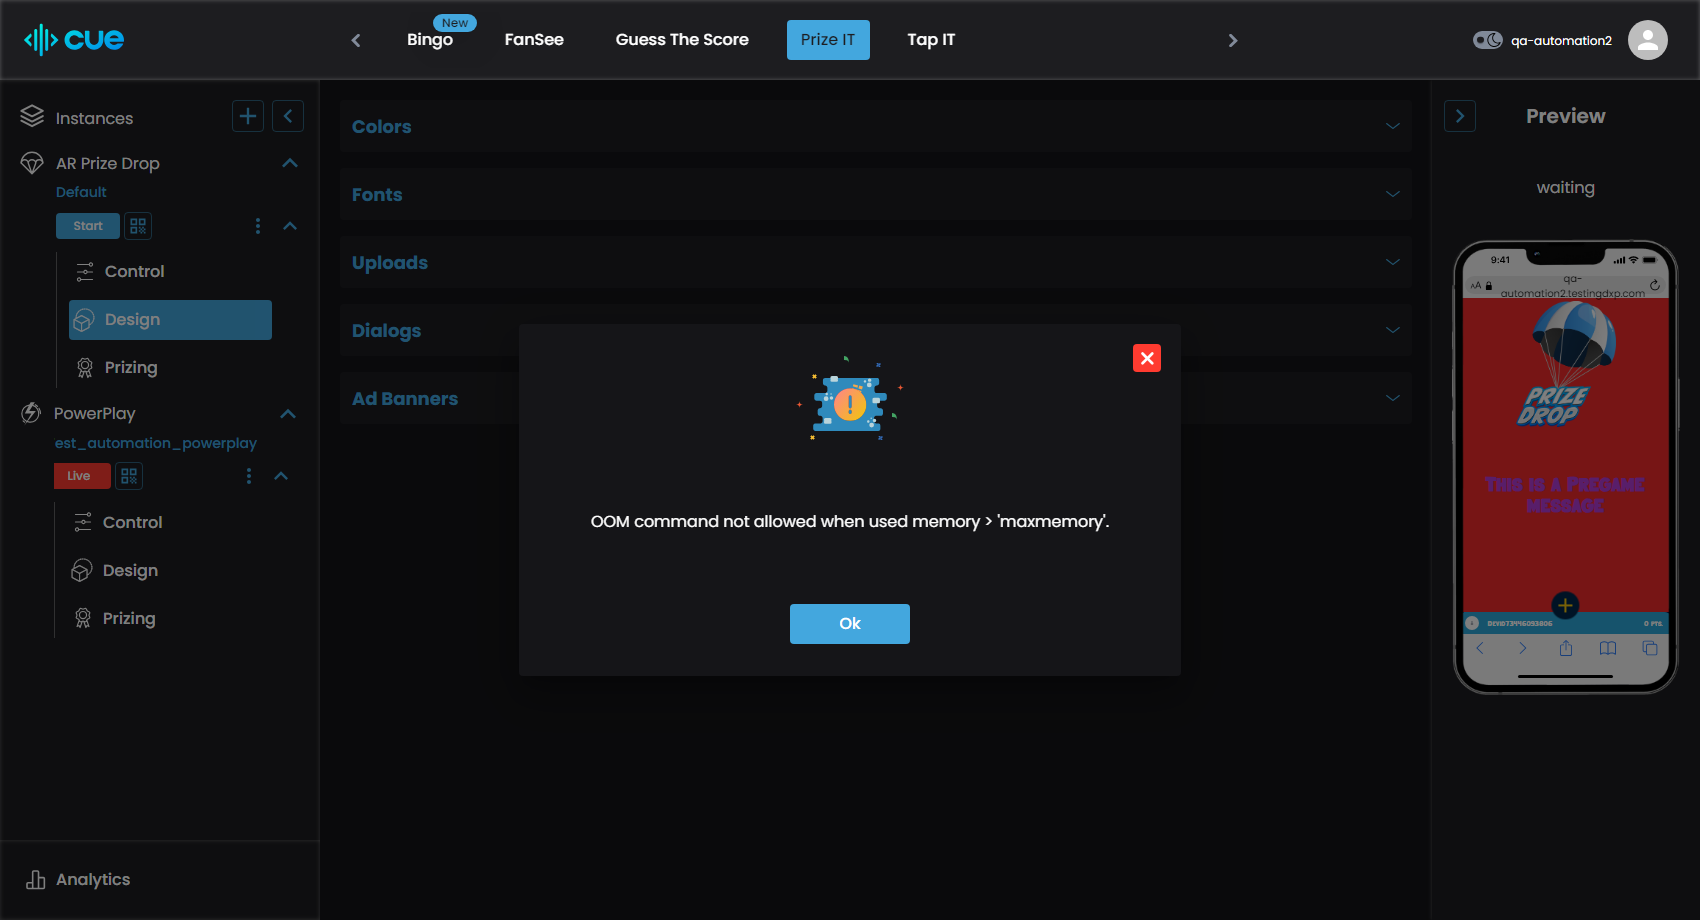 cue
New
Bingo
FanSee
Guess The Score
Prize IT
Tap IT
qa-automation2
Instances
AR Prize Drop
Default
Start
Control
Design
Prizing
PowerPlay
est_automation_powerplay
Live
Control
Design
Prizing
Analytics
Colors
Fonts
Uploads
Dialogs
Ad Banners
OOM command not allowed when used memory > 'maxmemory'.
Ok
Preview
waiting
9:41
AA
qa-
automation2.testingdxp.com
PRIZE
DROP
This is a Pregame
message
0 PTS.